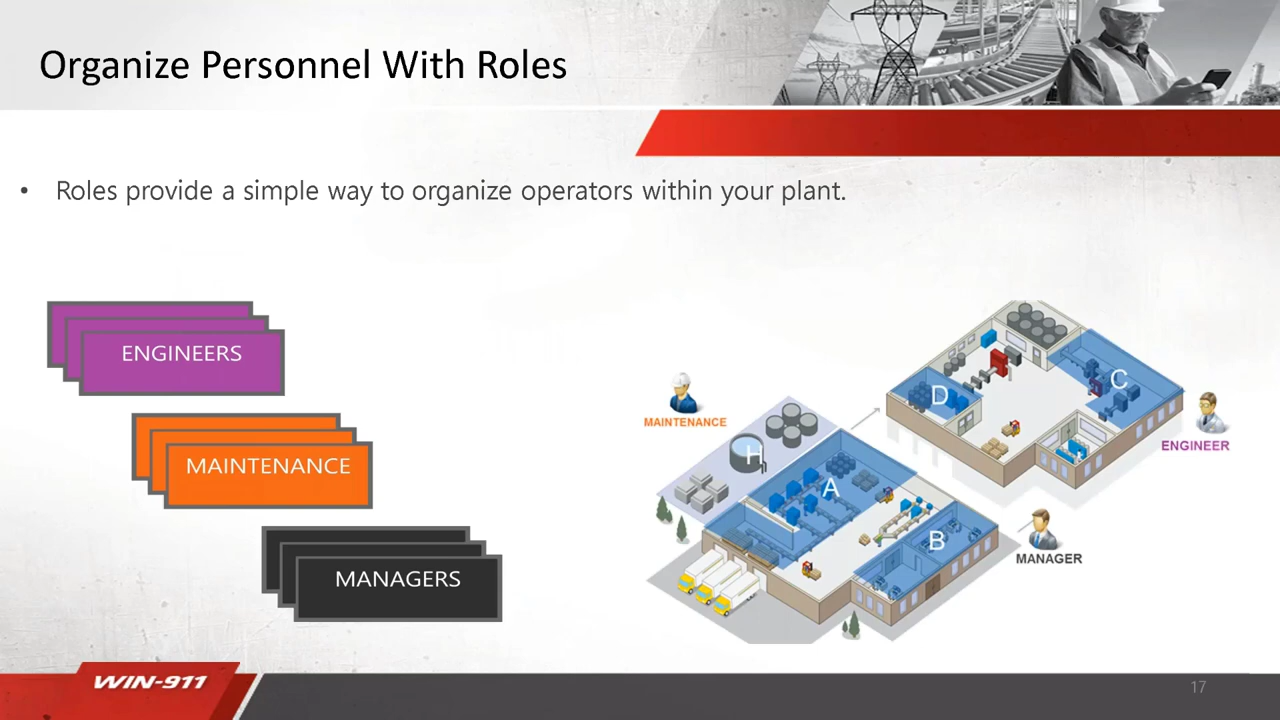 Organize Personnel With Roles
• Roles provide a simple way to organize operators within your plant.
ENGINEERS
MAINTENANCE
MANAGERS
MAINTENANCE
H
A
B
D
C
ENGINEER
MANAGER
WIN-911
17